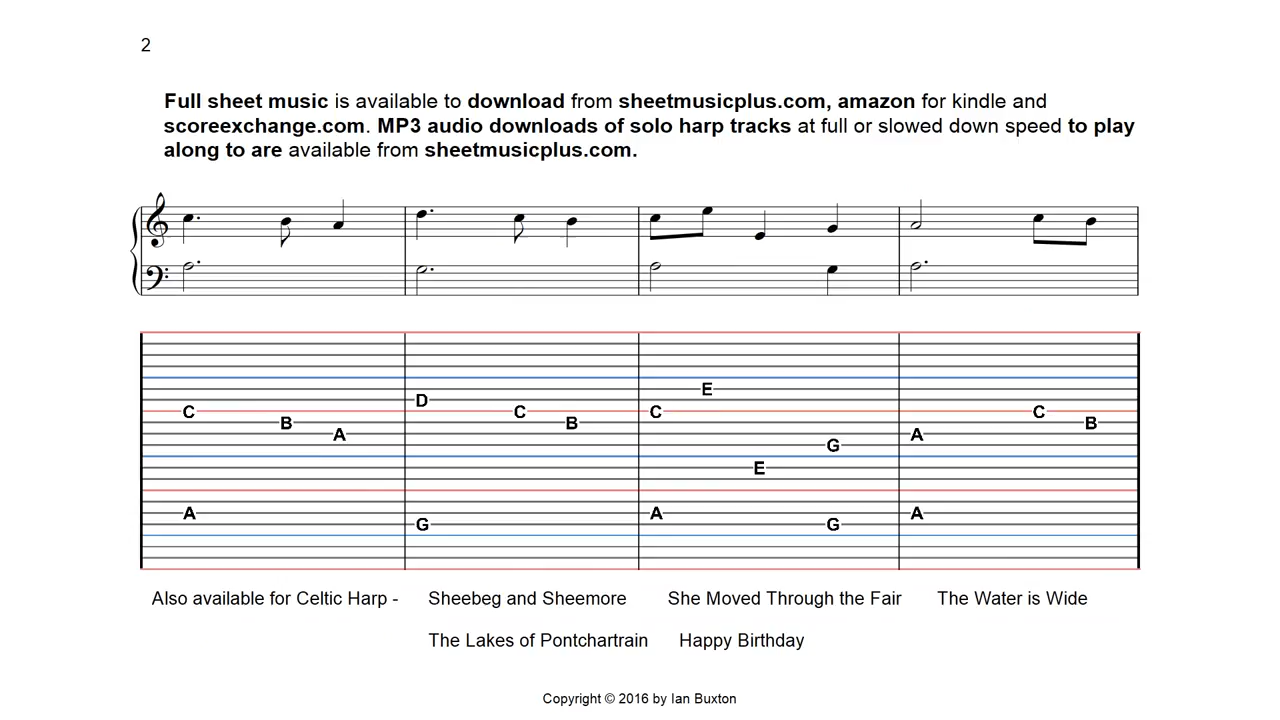 2
Full sheet music is available to download from sheetmusicplus.com, amazon for kindle and
scoreexchange.com. MP3 audio downloads of solo harp tracks at full or slowed down speed to play
along to are available from sheetmusicplus.com.
E
D
C C C C
B B B
A A
G
E
A A A
G G
Also available for Celtic Harp - Sheebeg and Sheemore She Moved Through the Fair The Water is Wide
The Lakes of Pontchartrain Happy Birthday
Copyright © 2016 by Ian Buxton